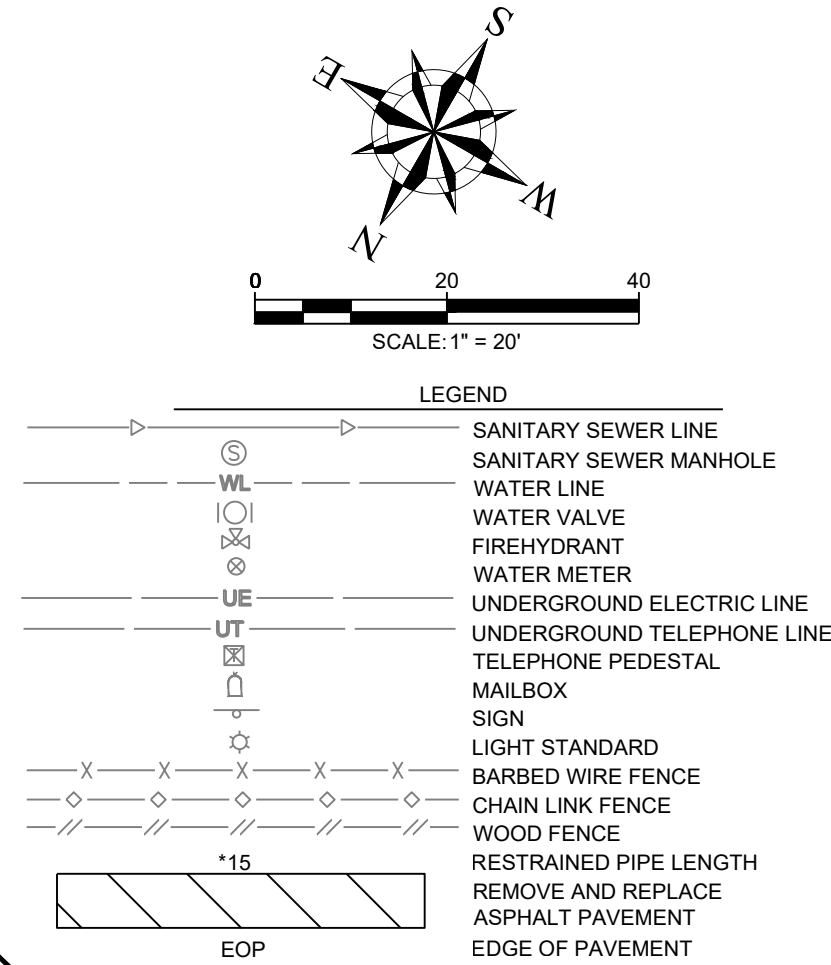 S
E
W
N
0 20 40
SCALE: 1" = 20'
LEGEND
SANITARY SEWER LINE
S
SANITARY SEWER MANHOLE
WL
WATER LINE
WATER VALVE
FIREHYDRANT
WATER METER
UE
UNDERGROUND ELECTRIC LINE
UT
UNDERGROUND TELEPHONE LINE
TELEPHONE PEDESTAL
MAILBOX
SIGN
LIGHT STANDARD
X X X X X BARBED WIRE FENCE
CHAIN LINK FENCE
// // // // // WOOD FENCE
*15 RESTRAINED PIPE LENGTH
REMOVE AND REPLACE
ASPHALT PAVEMENT
EOP EDGE OF PAVEMENT